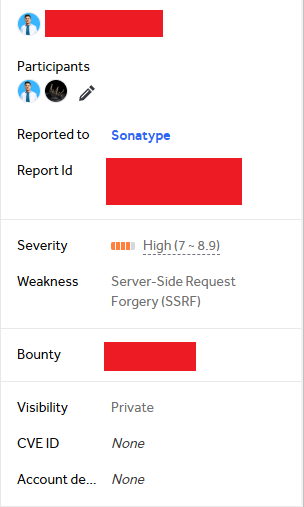 Participants
Reported to Sonatype
Report Id
Severity High (7 ~ 8.9)
Weakness Server-Side Request
Forgery (SSRF)
Bounty
Visibility Private
CVE ID None
Account de... None